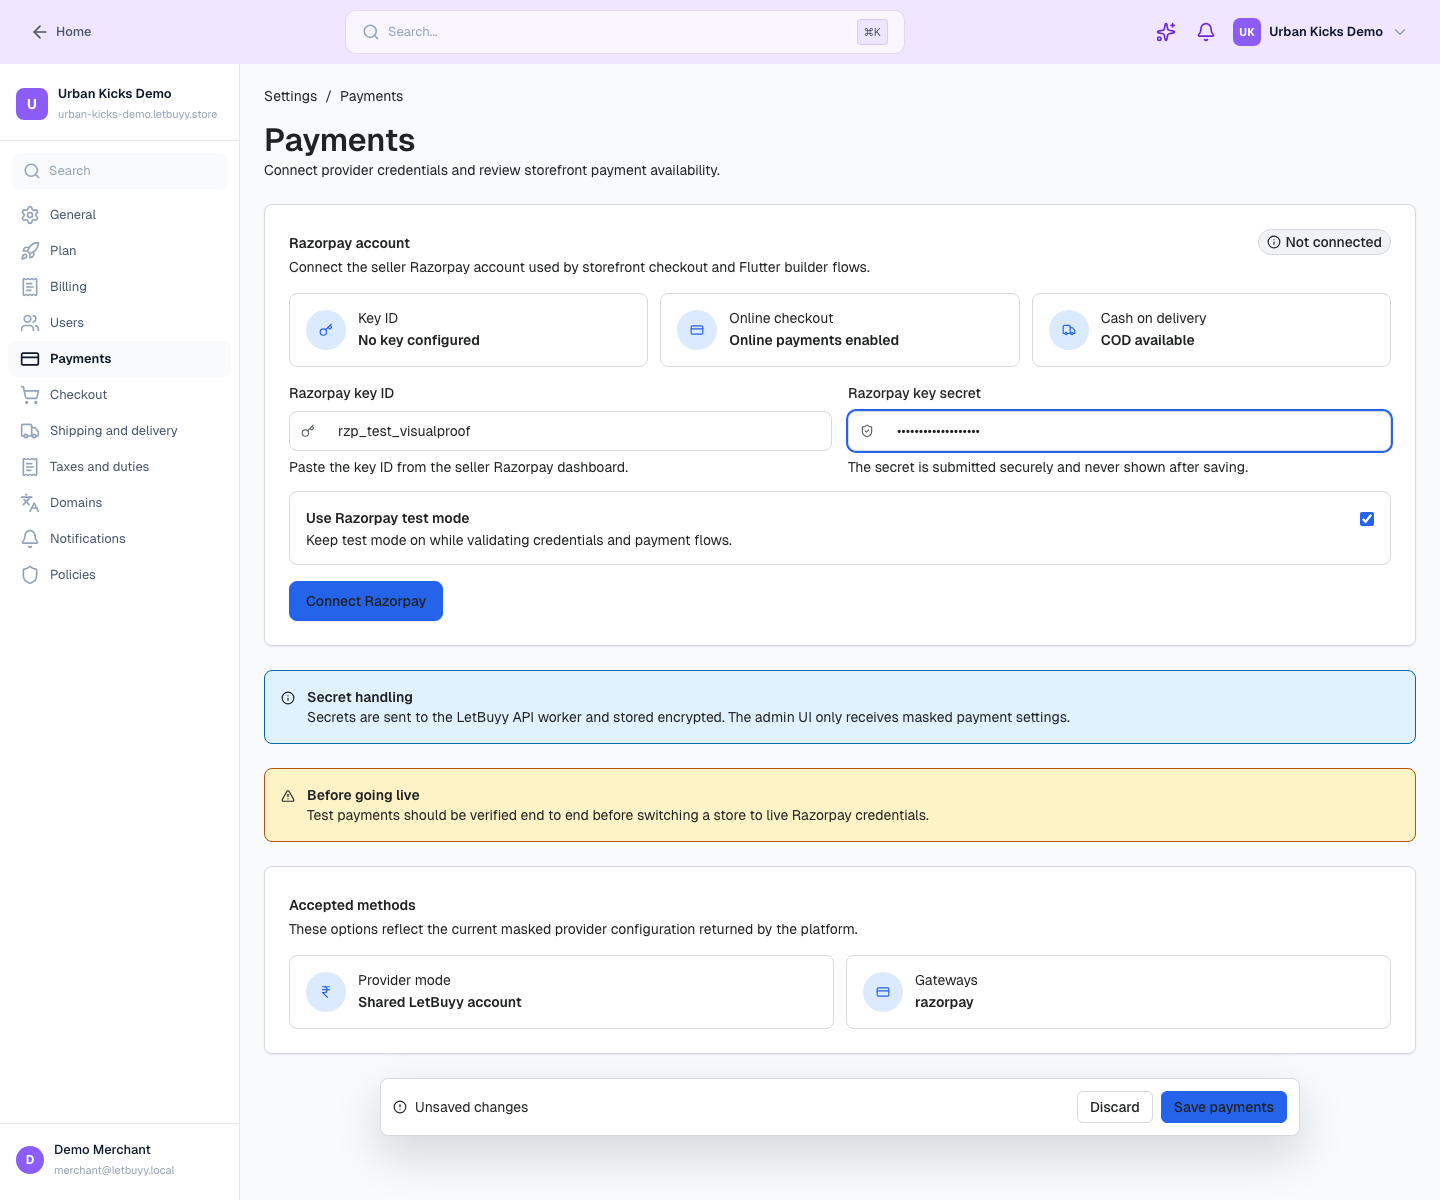 Home
Search...
⌘K
UK
Urban Kicks Demo
U
Urban Kicks Demo
urban-kicks-demo.letbuyy.store
Search
General
Plan
Billing
Users
Payments
Checkout
Shipping and delivery
Taxes and duties
Domains
Notifications
Policies
D
Demo Merchant
merchant@letbuyy.local
Settings / Payments
Payments
Connect provider credentials and review storefront payment availability.
Razorpay account
Not connected
Connect the seller Razorpay account used by storefront checkout and Flutter builder flows.
Key ID
No key configured
Online checkout
Online payments enabled
Cash on delivery
COD available
Razorpay key ID
rzp_test_visualproof
Paste the key ID from the seller Razorpay dashboard.
Razorpay key secret
•••••••••••••••••••
The secret is submitted securely and never shown after saving.
Use Razorpay test mode
Keep test mode on while validating credentials and payment flows.
Connect Razorpay
Secret handling
Secrets are sent to the LetBuyy API worker and stored encrypted. The admin UI only receives masked payment settings.
Before going live
Test payments should be verified end to end before switching a store to live Razorpay credentials.
Accepted methods
These options reflect the current masked provider configuration returned by the platform.
₹
Provider mode
Shared LetBuyy account
Gateways
razorpay
Unsaved changes
Discard
Save payments